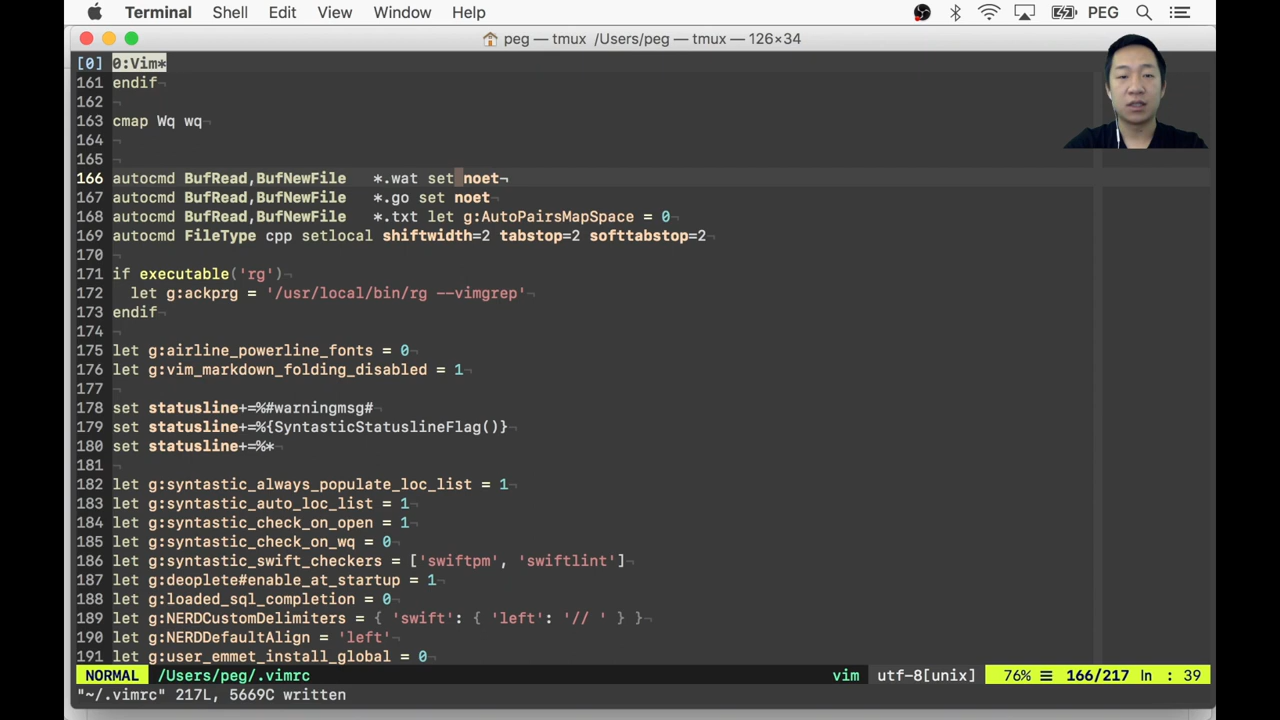 Terminal Shell Edit View Window Help PEG
peg — tmux /Users/peg — tmux — 126×34
[0] 0:Vim*
161 endif¬
162 ¬
163 cmap Wq wq¬
164 ¬
165 ¬
166 autocmd BufRead,BufNewFile *.wat set noet¬
167 autocmd BufRead,BufNewFile *.go set noet¬
168 autocmd BufRead,BufNewFile *.txt let g:AutoPairsMapSpace = 0¬
169 autocmd FileType cpp setlocal shiftwidth=2 tabstop=2 softtabstop=2¬
170 ¬
171 if executable('rg')¬
172 let g:ackprg = '/usr/local/bin/rg --vimgrep'¬
173 endif¬
174 ¬
175 let g:airline_powerline_fonts = 0¬
176 let g:vim_markdown_folding_disabled = 1¬
177 ¬
178 set statusline+=%#warningmsg#¬
179 set statusline+=%{SyntasticStatuslineFlag()}¬
180 set statusline+=%*¬
181 ¬
182 let g:syntastic_always_populate_loc_list = 1¬
183 let g:syntastic_auto_loc_list = 1¬
184 let g:syntastic_check_on_open = 1¬
185 let g:syntastic_check_on_wq = 0¬
186 let g:syntastic_swift_checkers = ['swiftpm', 'swiftlint']¬
187 let g:deoplete#enable_at_startup = 1¬
188 let g:loaded_sql_completion = 0¬
189 let g:NERDCustomDelimiters = { 'swift': { 'left': '// ' } }¬
190 let g:NERDDefaultAlign = 'left'¬
191 let g:user_emmet_install_global = 0¬
NORMAL /Users/peg/.vimrc vim utf-8[unix] 76% ☰ 166/217 ln : 39
"~/.vimrc" 217L, 5669C written